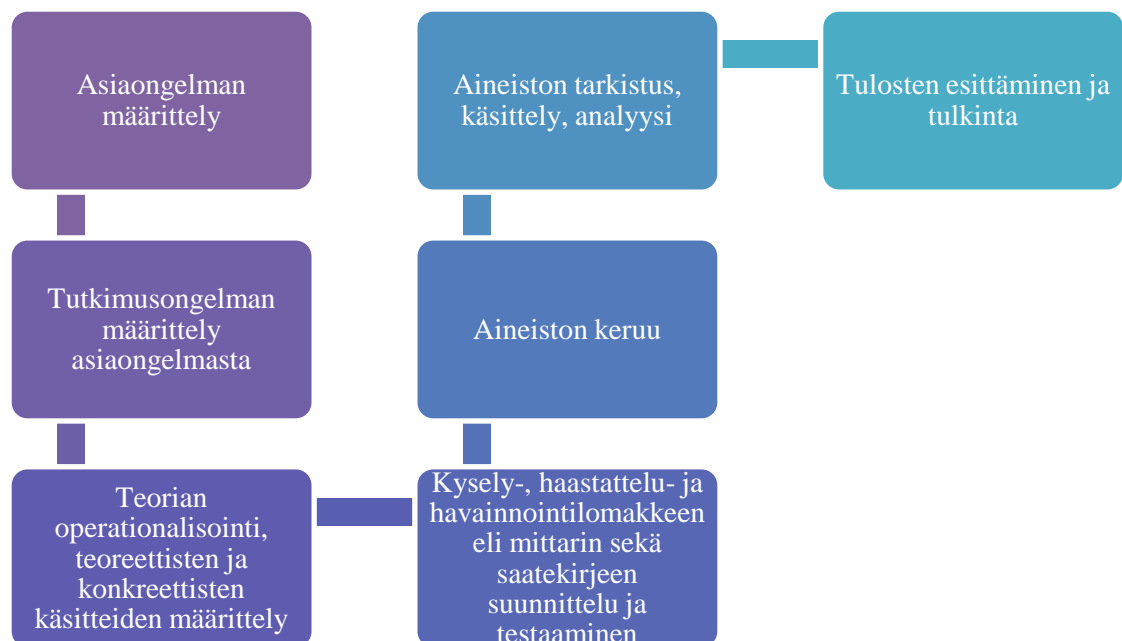 Asiaongelman
määrittely
Tutkimusongelman
määrittely
asiaongelmasta
Teorian
operationalisointi,
teoreettisten ja
konkreettisten
käsitteiden määrittely
Kysely-, haastattelu- ja
havainnointilomakkeen
eli mittarin sekä
saatekirjeen
suunnittelu ja
testaaminen
Aineiston keruu
Aineiston tarkistus,
käsittely, analyysi
Tulosten esittäminen ja
tulkinta